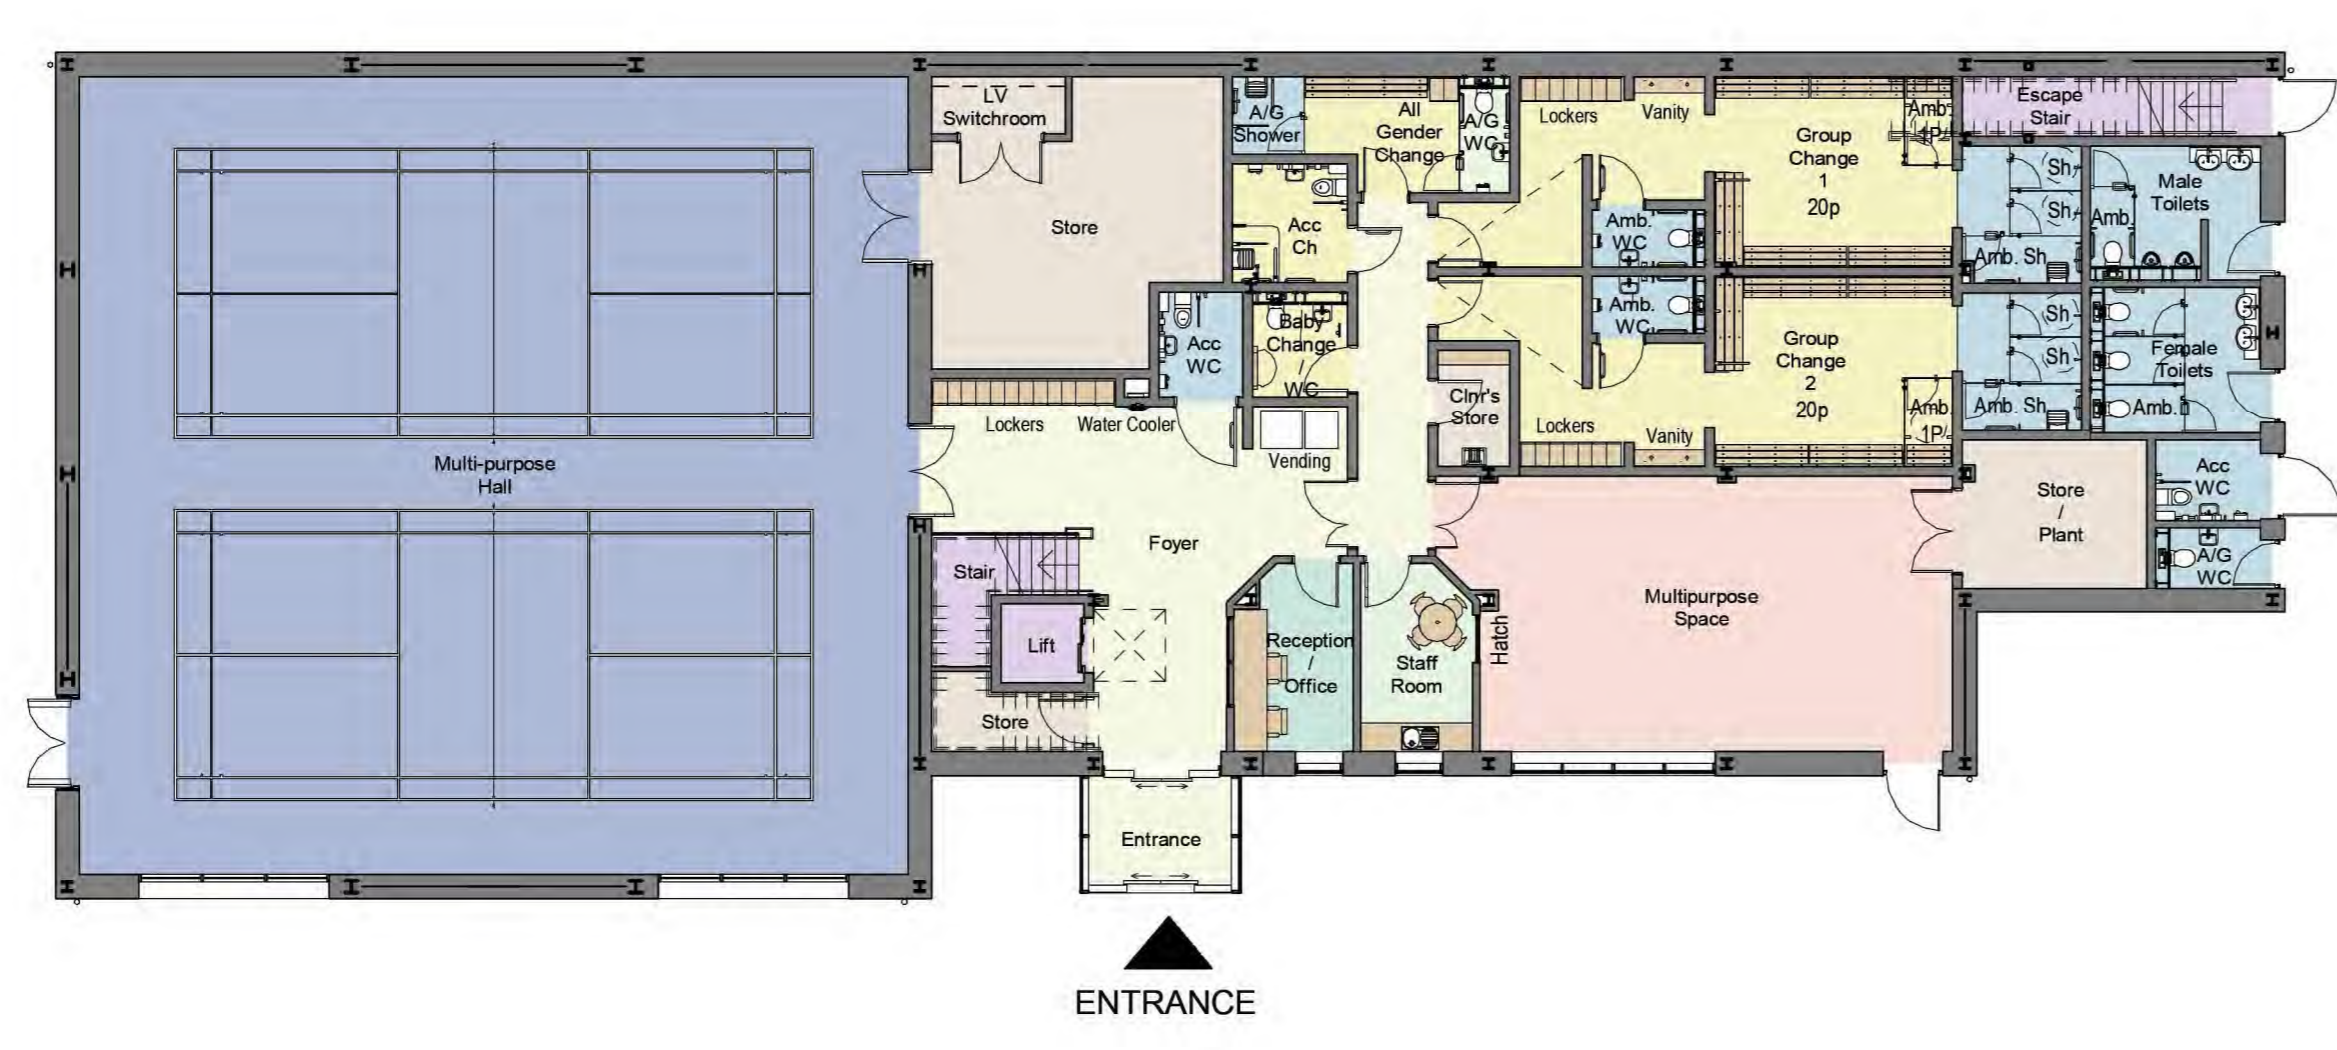 LV
Switchroom
Store
A/G
Shower
All
Gender
Change
A/G
WC
Lockers
Vanity
Group
Change
1
20p
Amb.
1P/
Escape
Stair
Sh
Sh
Amb. Sh
Male
Toilets
Amb.
Acc
Ch
Amb.
WC
Amb.
WC
Acc
WC
Baby
Change
/
WC
Clnr's
Store
Lockers
Vanity
Group
Change
2
20p
Amb.
1P/
Sh
Sh
Amb. Sh
Female
Toilets
Amb.
Lockers
Water Cooler
Vending
Multi-purpose
Hall
Foyer
Stair
Lift
Store
Reception
/
Office
Staff
Room
Hatch
Multipurpose
Space
Store
/
Plant
Acc
WC
A/G
WC
Entrance
ENTRANCE